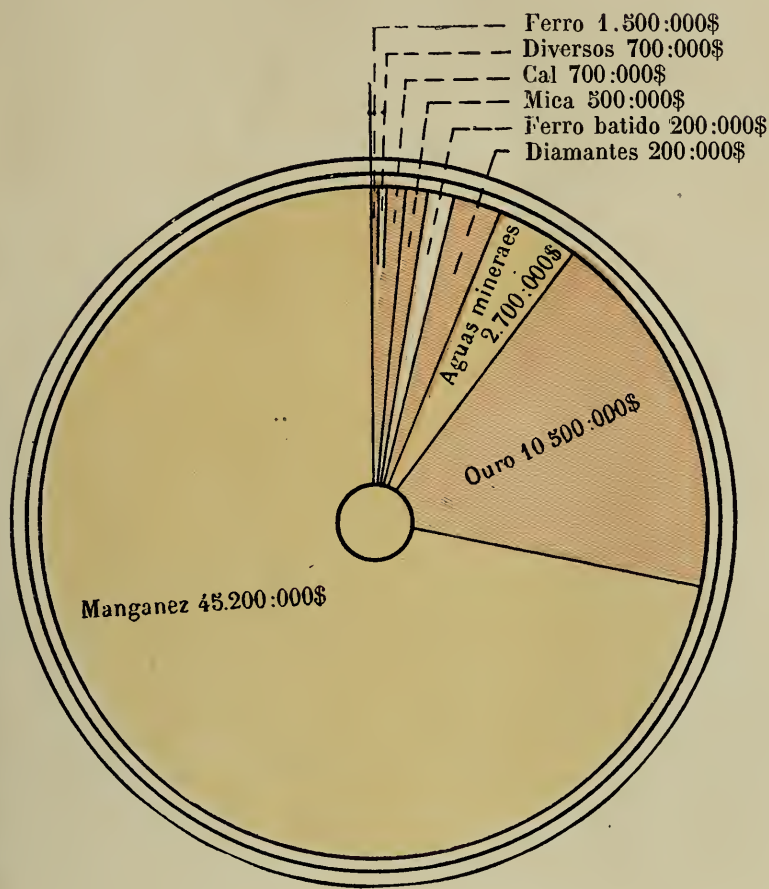 Ferro 1.500:000$
Diversos 700:000$
Cal 700:000$
Mica 500:000$
Ferro batido 200:000$
Diamantes 200:000$
Aguas mineraes
2.700:000$
Ouro 10 500:000$
Manganez 45.200:000$